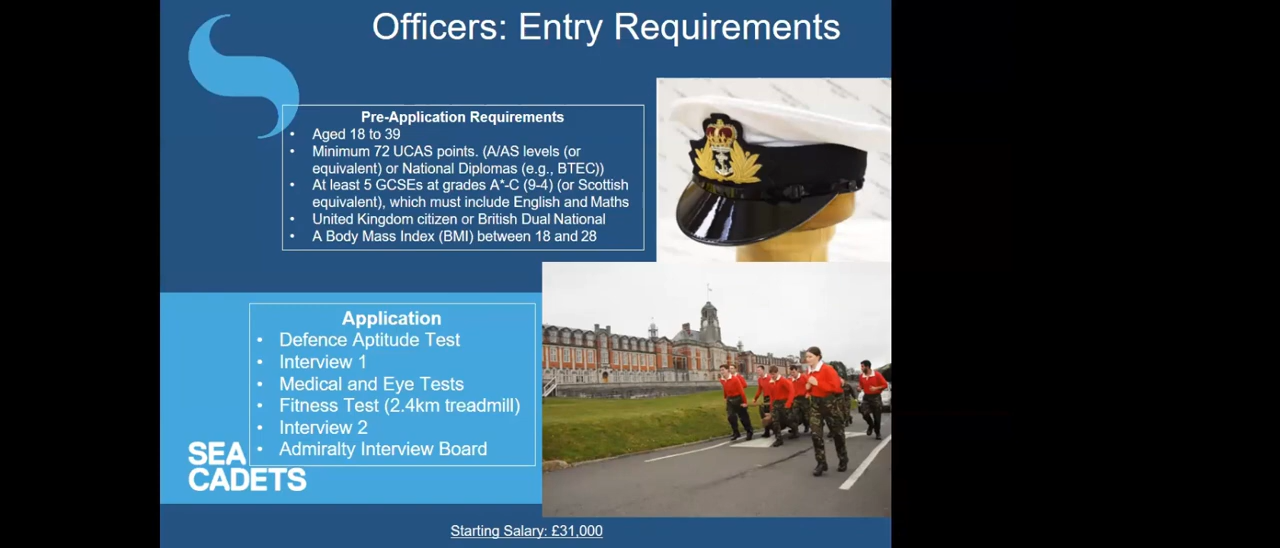 Officers: Entry Requirements
Pre-Application Requirements
• Aged 18 to 39
• Minimum 72 UCAS points. (A/AS levels (or
equivalent) or National Diplomas (e.g., BTEC))
• At least 5 GCSEs at grades A*-C (9-4) (or Scottish
equivalent), which must include English and Maths
• United Kingdom citizen or British Dual National
• A Body Mass Index (BMI) between 18 and 28
Application
• Defence Aptitude Test
• Interview 1
• Medical and Eye Tests
• Fitness Test (2.4km treadmill)
• Interview 2
• Admiralty Interview Board
SEA
CADETS
Starting Salary: £31,000